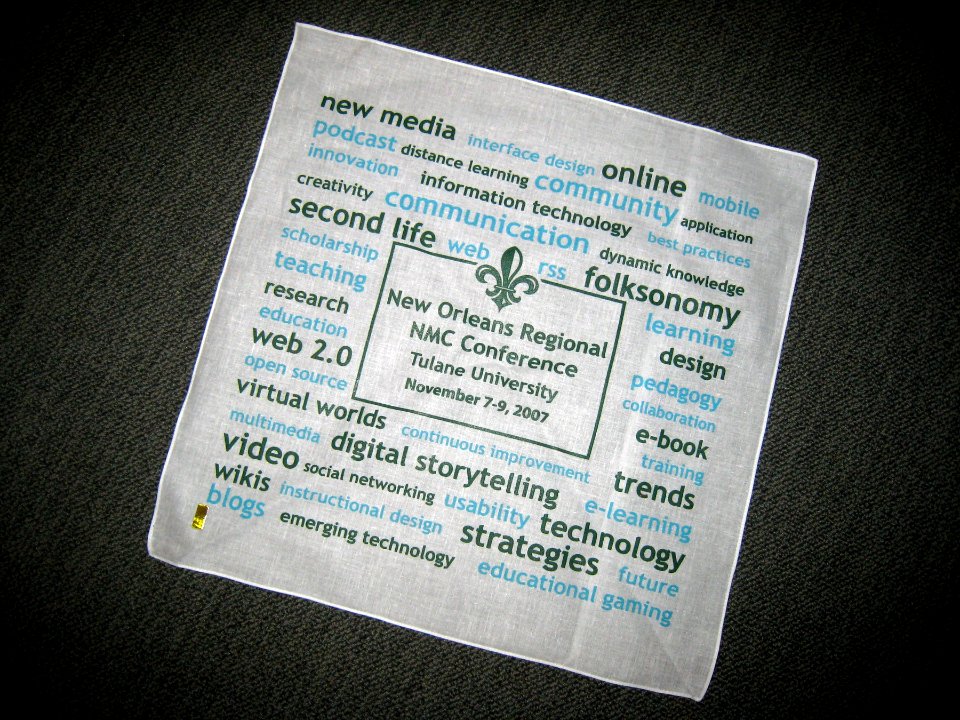 new media interface design online mobile
podcast distance learning community application
innovation information technology best practices
creativity communication dynamic knowledge
second life web rss folksonomy
scholarship learning
teaching design
research pedagogy
education collaboration
web 2.0 e-book
open source training
New Orleans Regional
NMC Conference
Tulane University
November 7-9, 2007
virtual worlds continuous improvement trends
multimedia digital storytelling e-learning
video social networking usability technology
wikis instructional design strategies future
blogs emerging technology educational gaming